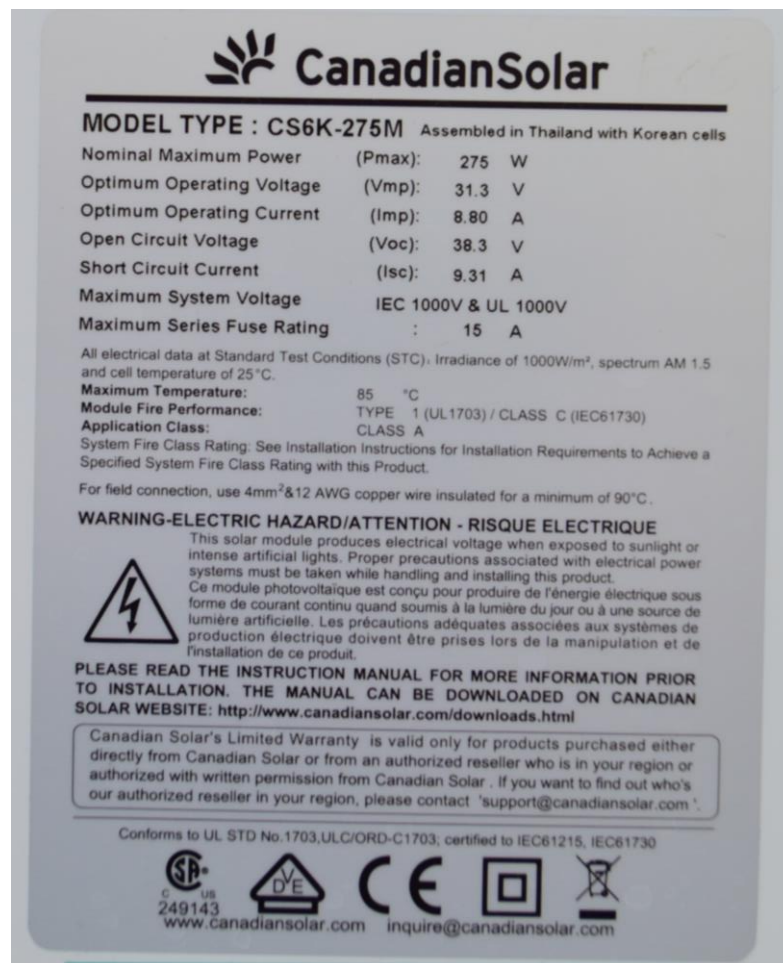 CanadianSolar
MODEL TYPE : CS6K-275M Assembled in Thailand with Korean cells
Nominal Maximum Power (Pmax): 275 W
Optimum Operating Voltage (Vmp): 31.3 V
Optimum Operating Current (Imp): 8.80 A
Open Circuit Voltage (Voc): 38.3 V
Short Circuit Current (Isc): 9.31 A
Maximum System Voltage IEC 1000V & UL 1000V
Maximum Series Fuse Rating : 15 A
All electrical data at Standard Test Conditions (STC), Irradiance of 1000W/m², spectrum AM 1.5
and cell temperature of 25°C.
Maximum Temperature: 85 °C
Module Fire Performance: TYPE 1 (UL1703) / CLASS C (IEC61730)
Application Class: CLASS A
System Fire Class Rating: See Installation Instructions for Installation Requirements to Achieve a
Specified System Fire Class Rating with this Product.
For field connection, use 4mm²&12 AWG copper wire insulated for a minimum of 90°C.
WARNING-ELECTRIC HAZARD/ATTENTION - RISQUE ELECTRIQUE
This solar module produces electrical voltage when exposed to sunlight or
intense artificial lights. Proper precautions associated with electrical power
systems must be taken while handling and installing this product.
Ce module photovoltaïque est conçu pour produire de l'énergie électrique sous
forme de courant continu quand soumis à la lumière du jour ou à une source de
lumière artificielle. Les précautions adéquates associées aux systèmes de
production électrique doivent être prises lors de la manipulation et de
l'installation de ce produit.
PLEASE READ THE INSTRUCTION MANUAL FOR MORE INFORMATION PRIOR
TO INSTALLATION. THE MANUAL CAN BE DOWNLOADED ON CANADIAN
SOLAR WEBSITE: http://www.canadiansolar.com/downloads.html
Canadian Solar's Limited Warranty is valid only for products purchased either
directly from Canadian Solar or from an authorized reseller who is in your region or
authorized with written permission from Canadian Solar . If you want to find out who's
our authorized reseller in your region, please contact 'support@canadiansolar.com '.
Conforms to UL STD No.1703,ULC/ORD-C1703; certified to IEC61215, IEC61730
SA VDE CE
C US
249143
www.canadiansolar.com inquire@canadiansolar.com